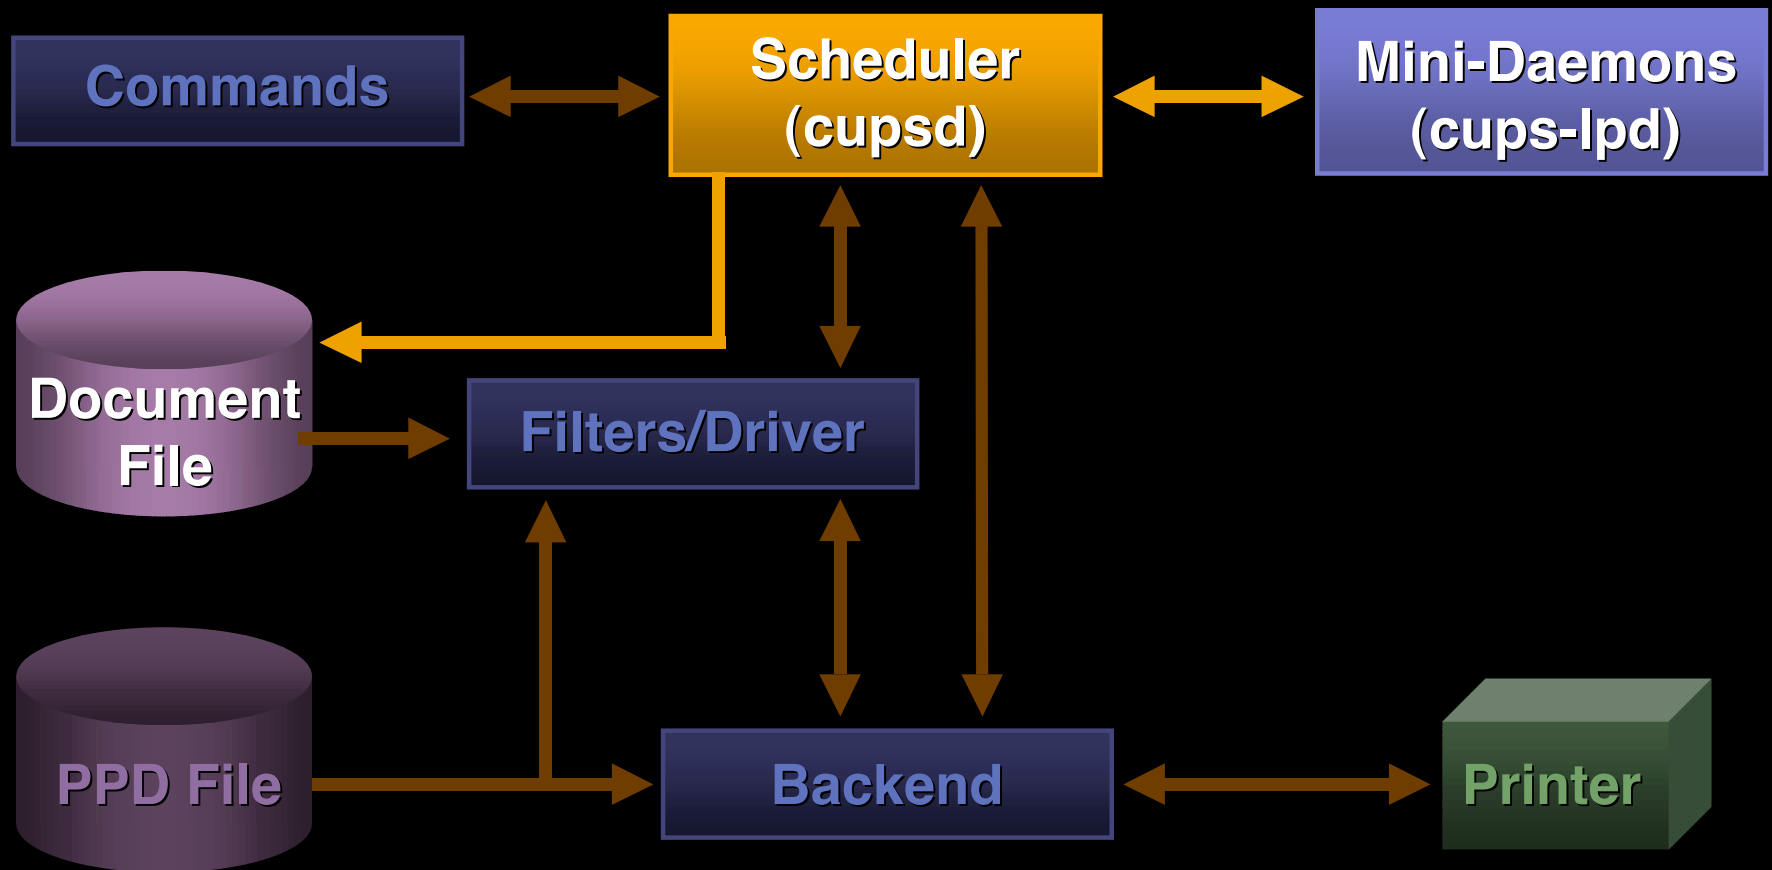 Commands
Scheduler
(cupsd)
Mini-Daemons
(cups-lpd)
Document
File
Filters/Driver
PPD File
Backend
Printer